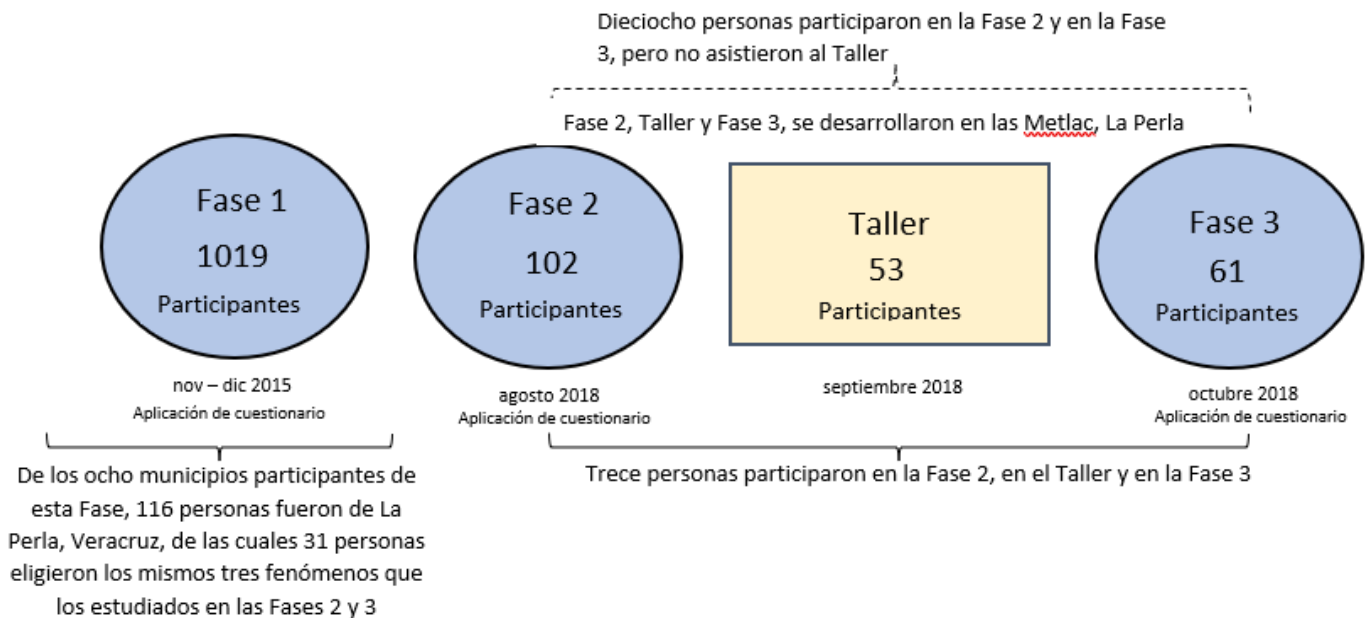 Dieciocho personas participaron en la Fase 2 y en la Fase
3, pero no asistieron al Taller
Fase 2, Taller y Fase 3, se desarrollaron en las Metlac, La Perla
Fase 1
1019
Participantes
nov – dic 2015
Aplicación de cuestionario
Fase 2
102
Participantes
agosto 2018
Aplicación de cuestionario
Taller
53
Participantes
septiembre 2018
Fase 3
61
Participantes
octubre 2018
Aplicación de cuestionario
De los ocho municipios participantes de
esta Fase, 116 personas fueron de La
Perla, Veracruz, de las cuales 31 personas
eligieron los mismos tres fenómenos que
los estudiados en las Fases 2 y 3
Trece personas participaron en la Fase 2, en el Taller y en la Fase 3